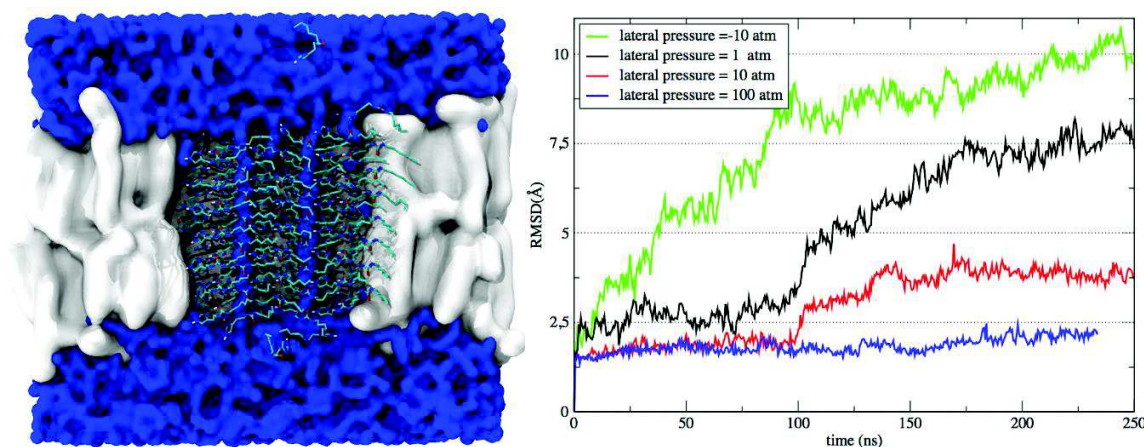 lateral pressure =-10 atm
lateral pressure = 1 atm
lateral pressure = 10 atm
lateral pressure = 100 atm
RMSD(Å)
10
7.5
5
2.5
0
0
50
100
150
200
250
time (ns)